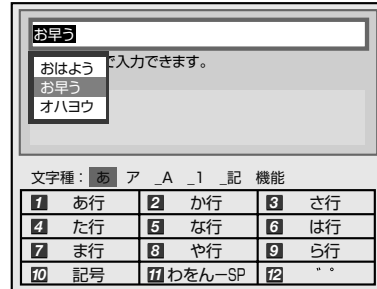 お早う
で入力できます。
おはよう
お早う
オハヨウ
文字種： あ ア _A _1 _記 機能
1 あ行 2 か行 3 さ行
4 た行 5 な行 6 は行
7 ま行 8 や行 9 ら行
10 記号 11 わをんーSP 12 ゛゜